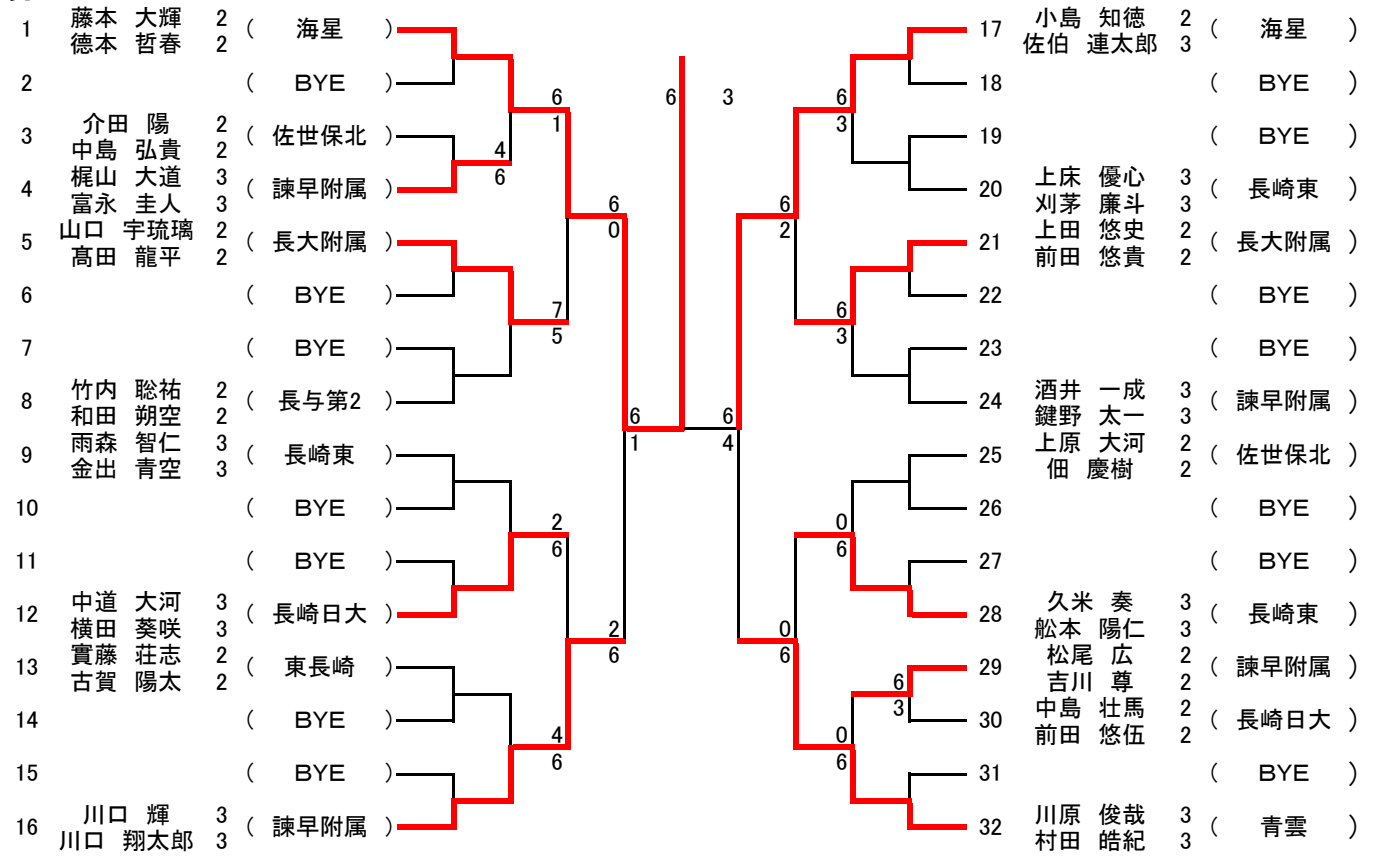 藤本 大輝 2
1 ( 海星 )
德本 哲春 2
2 ( BYE )
介田 陽 2
3 ( 佐世保北 )
中島 弘貴 2
梶山 大道 3
4 ( 諫早附属 )
富永 圭人 3
山口 宇琉璃 2
5 ( 長大附属 )
髙田 龍平 2
6 ( BYE )
7 ( BYE )
竹内 聡祐 2
8 ( 長与第2 )
和田 朔空 2
雨森 智仁 3
9 ( 長崎東 )
金出 青空 3
10 ( BYE )
11 ( BYE )
中道 大河 3
12 ( 長崎日大 )
横田 葵咲 3
實藤 荘志 2
13 ( 東長崎 )
古賀 陽太 2
14 ( BYE )
15 ( BYE )
川口 輝 3
16 ( 諫早附属 )
川口 翔太郎 3
4
6
6
1
7
5
2
6
4
6
6
0
2
6
6
1
6 3
6
4
6
2
0
6
6
3
6
3
0
6
0
6
6
3
小島 知徳 2
17 ( 海星 )
佐伯 連太郎 3
18 ( BYE )
19 ( BYE )
上床 優心 3
20 ( 長崎東 )
刈茅 廉斗 3
上田 悠史 2
21 ( 長大附属 )
前田 悠貴 2
22 ( BYE )
23 ( BYE )
酒井 一成 3
24 ( 諫早附属 )
鍵野 太一 3
上原 大河 2
25 ( 佐世保北 )
佃 慶樹 2
26 ( BYE )
27 ( BYE )
久米 奏 3
28 ( 長崎東 )
舩本 陽仁 3
松尾 広 2
29 ( 諫早附属 )
吉川 尊 2
中島 壮馬 2
30 ( 長崎日大 )
前田 悠伍 2
31 ( BYE )
川原 俊哉 3
32 ( 青雲 )
村田 皓紀 3